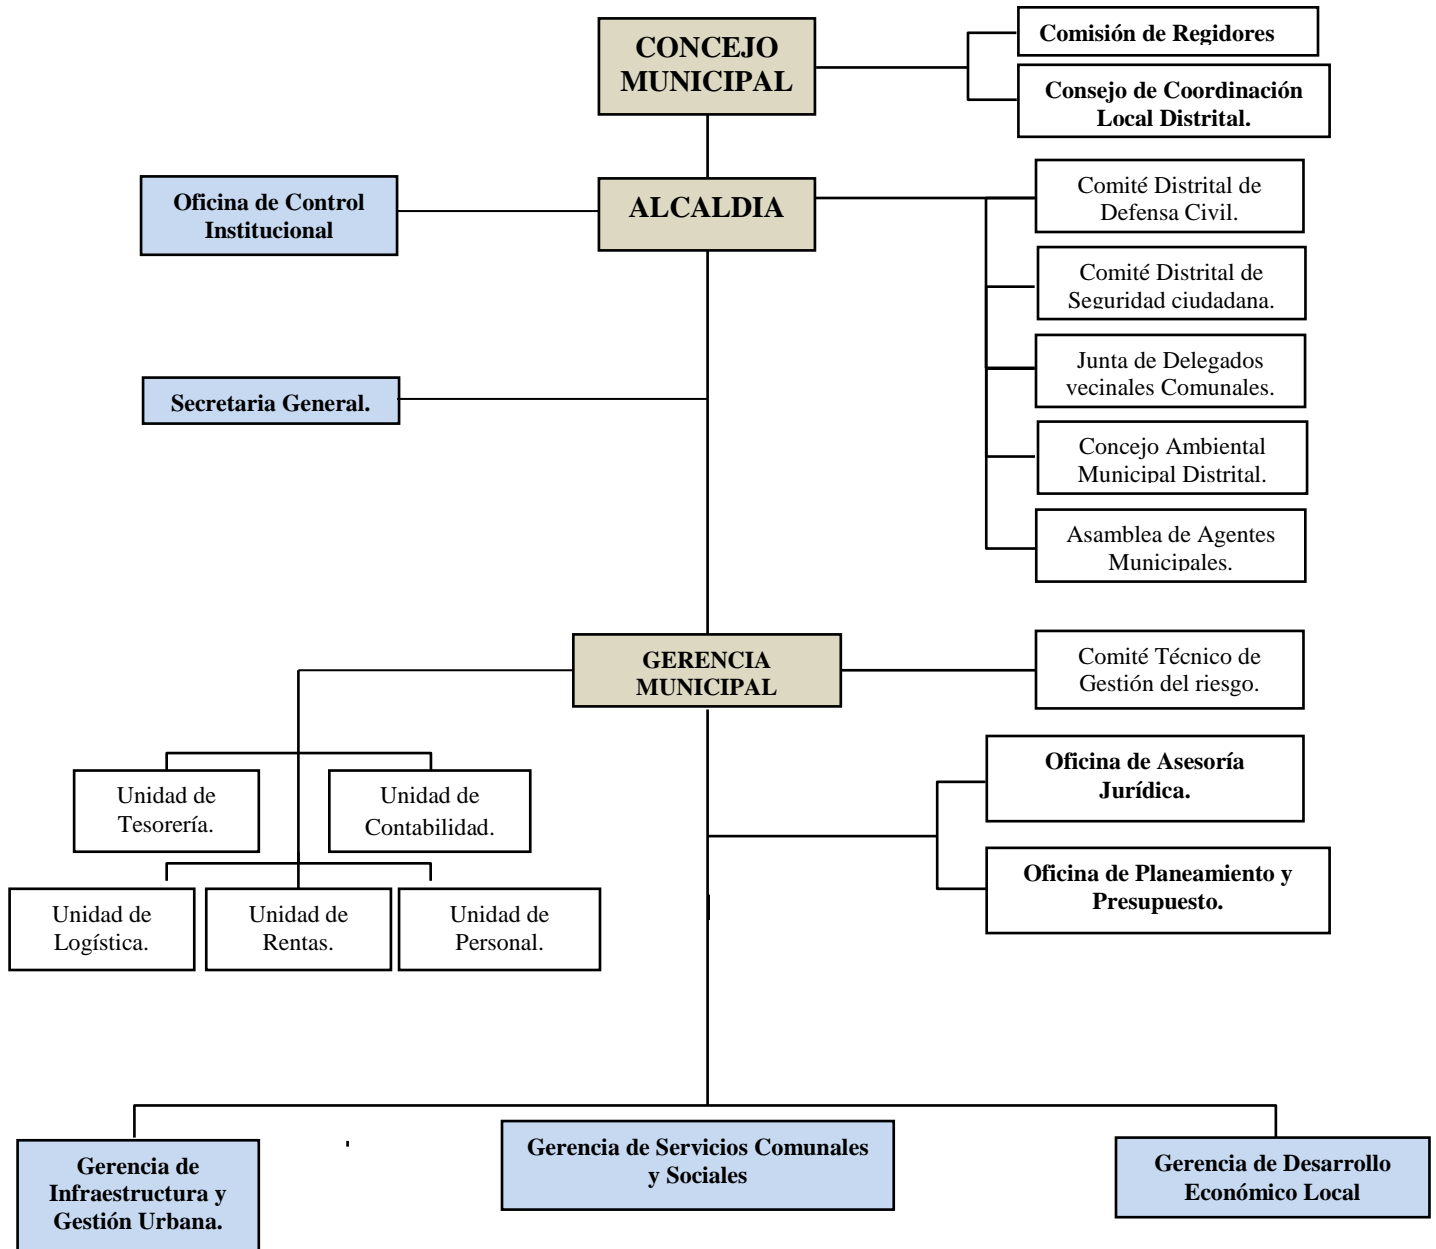 CONCEJO
MUNICIPAL
Comisión de Regidores
Consejo de Coordinación
Local Distrital.
Oficina de Control
Institucional
ALCALDIA
Comité Distrital de
Defensa Civil.
Comité Distrital de
Seguridad ciudadana.
Junta de Delegados
vecinales Comunales.
Secretaria General.
Concejo Ambiental
Municipal Distrital.
Asamblea de Agentes
Municipales.
GERENCIA
MUNICIPAL
Comité Técnico de
Gestión del riesgo.
Oficina de Asesoría
Jurídica.
Unidad de
Tesorería.
Unidad de
Contabilidad.
Oficina de Planeamiento y
Presupuesto.
Unidad de
Logística.
Unidad de
Rentas.
Unidad de
Personal.
Gerencia de
Infraestructura y
Gestión Urbana.
Gerencia de Servicios Comunales
y Sociales
Gerencia de Desarrollo
Económico Local